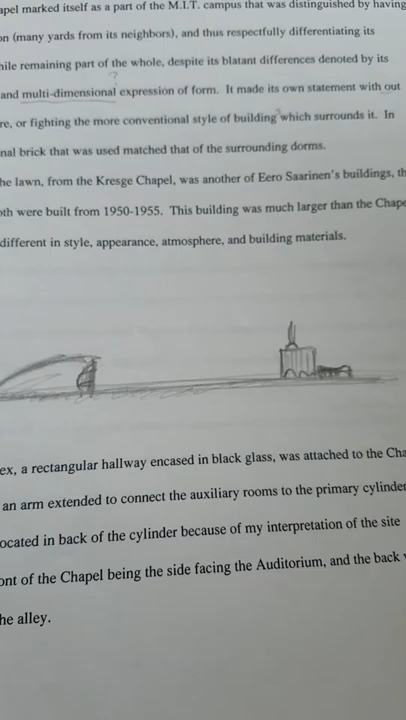 apel marked itself as a part of the M.I.T. campus that was distinguished by having
on (many yards from its neighbors), and thus respectfully differentiating its
hile remaining part of the whole, despite its blatant differences denoted by its
?
and multi-dimensional expression of form. It made its own statement with out
re, or fighting the more conventional style of building which surrounds it. In
nal brick that was used matched that of the surrounding dorms.
he lawn, from the Kresge Chapel, was another of Eero Saarinen's buildings, th
oth were built from 1950-1955. This building was much larger than the Chape
different in style, appearance, atmosphere, and building materials.
ex, a rectangular hallway encased in black glass, was attached to the Cha
an arm extended to connect the auxiliary rooms to the primary cylinder
ocated in back of the cylinder because of my interpretation of the site
ont of the Chapel being the side facing the Auditorium, and the back
he alley.